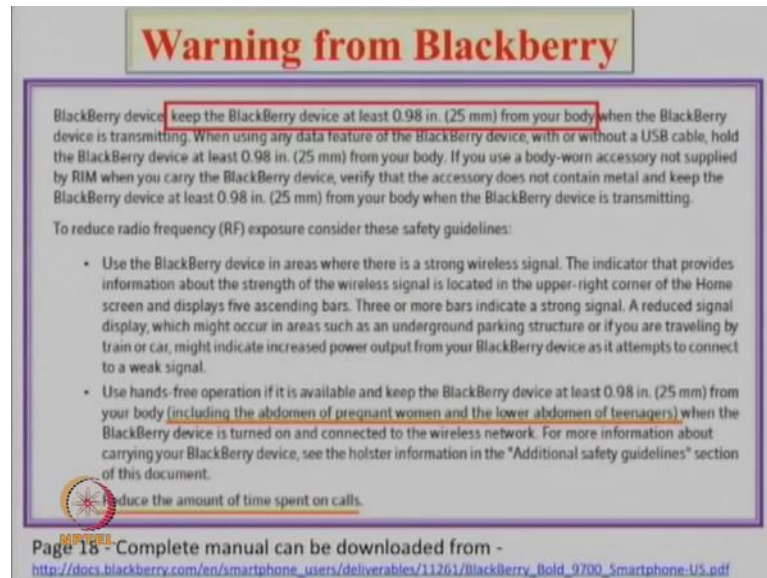 Warning from Blackberry
BlackBerry device, keep the BlackBerry device at least 0.98 in. (25 mm) from your body when the BlackBerry
device is transmitting. When using any data feature of the BlackBerry device, with or without a USB cable, hold
the BlackBerry device at least 0.98 in. (25 mm) from your body. If you use a body-worn accessory not supplied
by RIM when you carry the BlackBerry device, verify that the accessory does not contain metal and keep the
BlackBerry device at least 0.98 in. (25 mm) from your body when the BlackBerry device is transmitting.
To reduce radio frequency (RF) exposure consider these safety guidelines:
• Use the BlackBerry device in areas where there is a strong wireless signal. The indicator that provides
information about the strength of the wireless signal is located in the upper-right corner of the Home
screen and displays five ascending bars. Three or more bars indicate a strong signal. A reduced signal
display, which might occur in areas such as an underground parking structure or if you are traveling by
train or car, might indicate increased power output from your BlackBerry device as it attempts to connect
to a weak signal.
• Use hands-free operation if it is available and keep the BlackBerry device at least 0.98 in. (25 mm) from
your body (including the abdomen of pregnant women and the lower abdomen of teenagers) when the
BlackBerry device is turned on and connected to the wireless network. For more information about
carrying your BlackBerry device, see the holster information in the "Additional safety guidelines" section
of this document.
Reduce the amount of time spent on calls.
NPTEL
Page 18 - Complete manual can be downloaded from -
http://docs.blackberry.com/en/smartphone_users/deliverables/11261/BlackBerry_Bold_9700_Smartphone-US.pdf